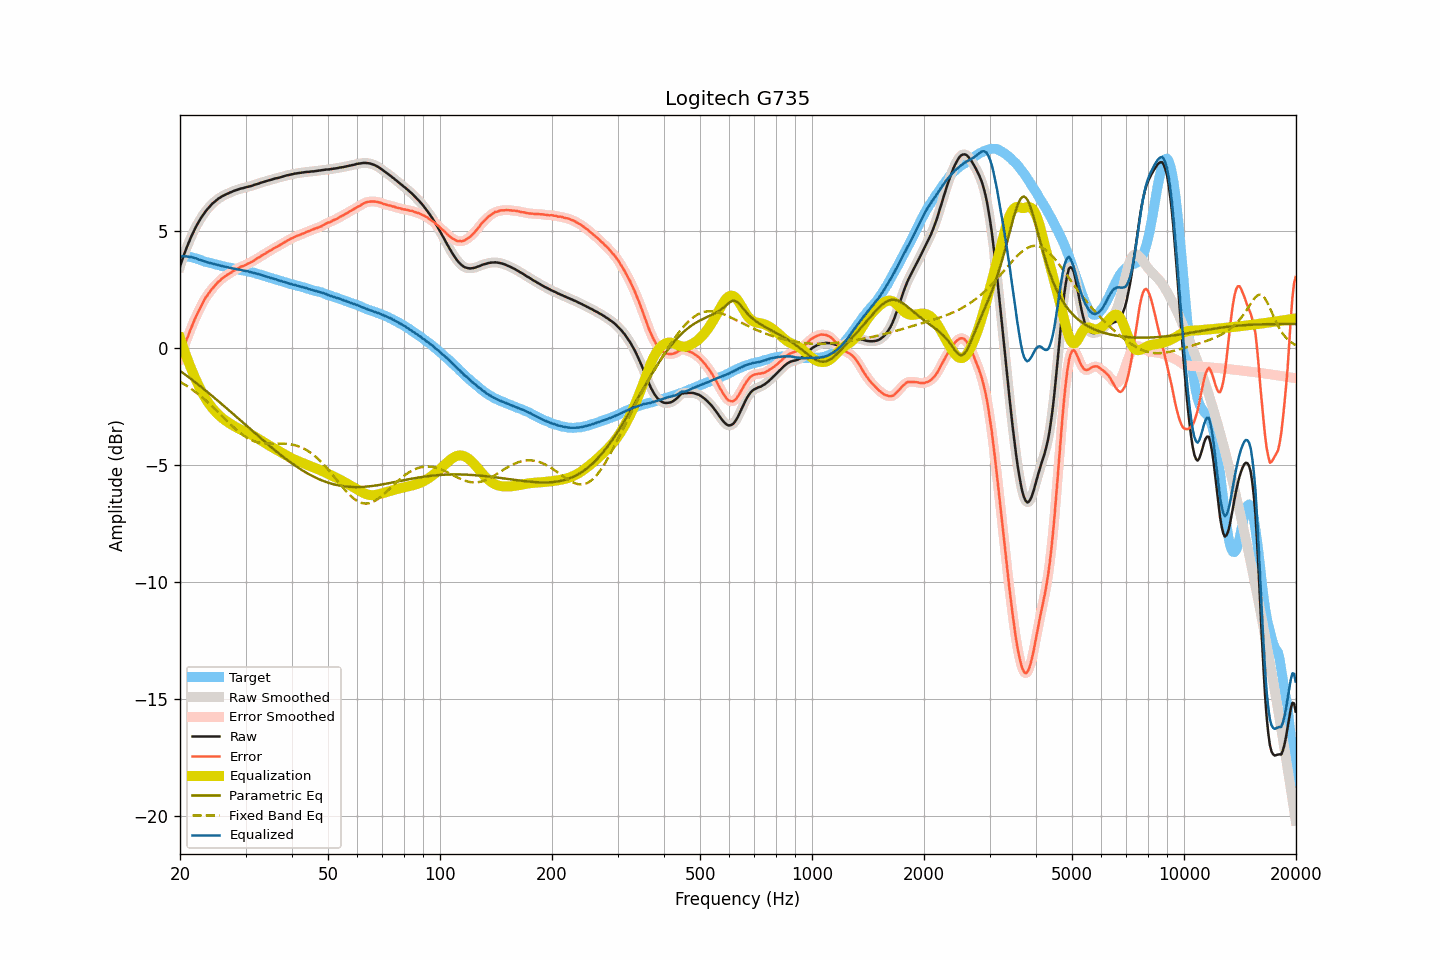 Logitech G735
Amplitude (dBr)
5
0
−5
−10
−15
−20
Target
Raw Smoothed
Error Smoothed
Raw
Error
Equalization
Parametric Eq
Fixed Band Eq
Equalized
20 50 100 200 500 1000 2000 5000 10000 20000
Frequency (Hz)